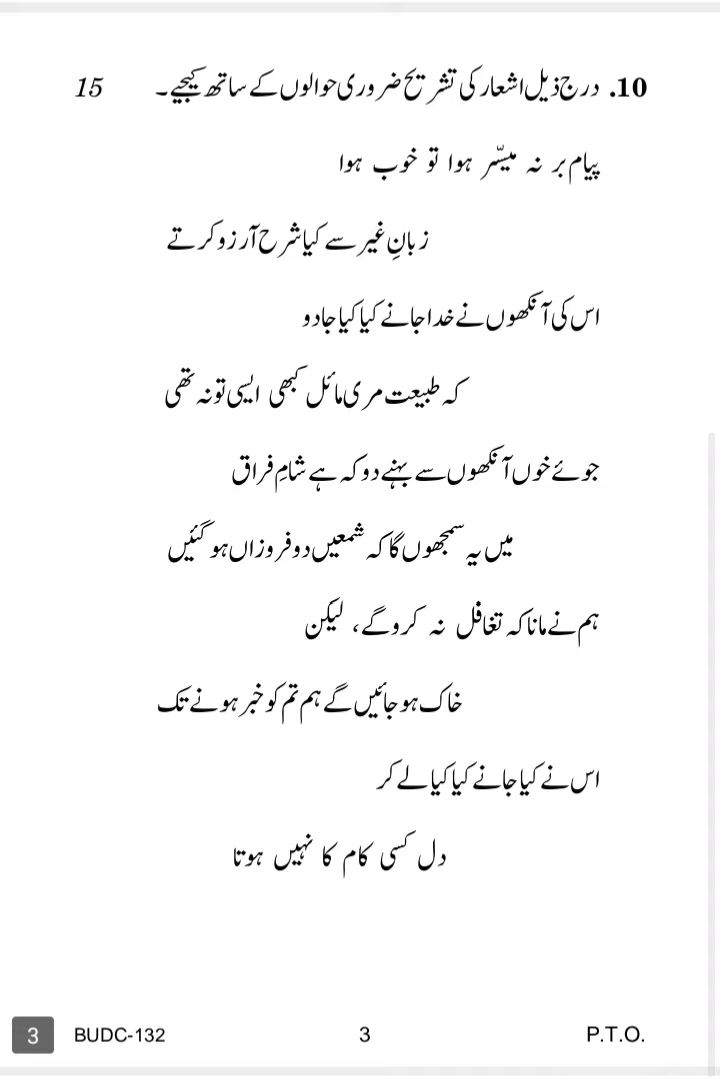 10. درج ذیل اشعار کی تشریح ضروری حوالوں کے ساتھ کیجیے۔ 15
پیام بر نہ میسّر ہوا تو خوب ہوا
زبانِ غیر سے کیا شرح آرزو کرتے
اس کی آنکھوں نے خدا جانے کیا کیا جادو
کہ طبیعت مری مائل کبھی ایسی تو نہ تھی
جوئے خوں آنکھوں سے بہنے دو کہ ہے شامِ فراق
میں یہ سمجھوں گا کہ شمعیں دو فروزاں ہو گئیں
ہم نے مانا کہ تغافل نہ کرو گے، لیکن
خاک ہو جائیں گے ہم تم کو خبر ہونے تک
اس نے کیا جانے کیا کیا لے کر
دل کسی کام کا نہیں ہوتا
3 BUDC-132 3 P.T.O.